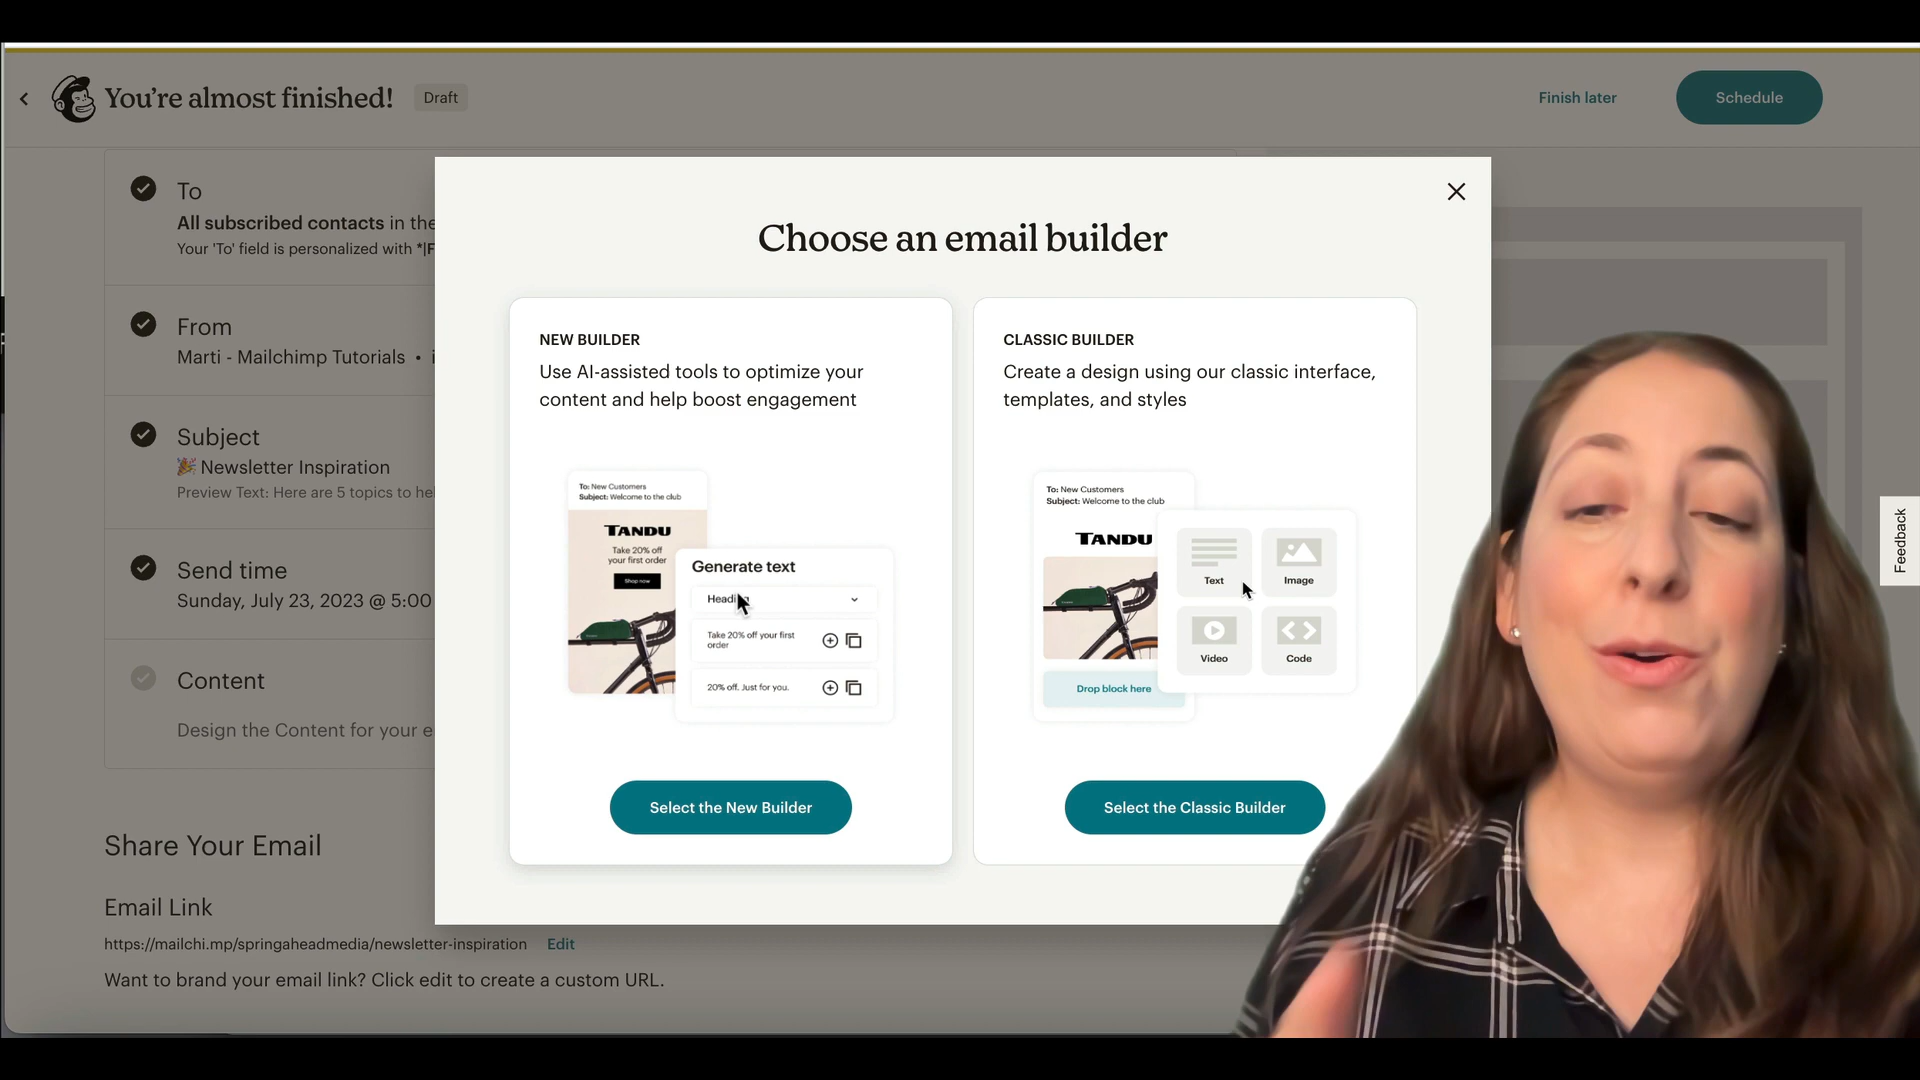 You're almost finished!
Draft
Finish later
Schedule
To
All subscribed contacts in the
Your 'To' field is personalized with *|F
From
Marti - Mailchimp Tutorials •
Subject
🎉 Newsletter Inspiration
Preview Text: Here are 5 topics to hel
Send time
Sunday, July 23, 2023 @ 5:00
Content
Design the Content for your e
Share Your Email
Email Link
https://mailchi.mp/springaheadmedia/newsletter-inspiration Edit
Want to brand your email link? Click edit to create a custom URL.
Choose an email builder
NEW BUILDER
Use AI-assisted tools to optimize your
content and help boost engagement
To: New Customers
Subject: Welcome to the club
TANDU
Take 20% off
your first order
Shop now
Generate text
Heading
Take 20% off your first
order
20% off. Just for you.
Select the New Builder
CLASSIC BUILDER
Create a design using our classic interface,
templates, and styles
To: New Customers
Subject: Welcome to the club
TANDU
Text
Image
Video
Code
Drop block here
Select the Classic Builder
Feedback